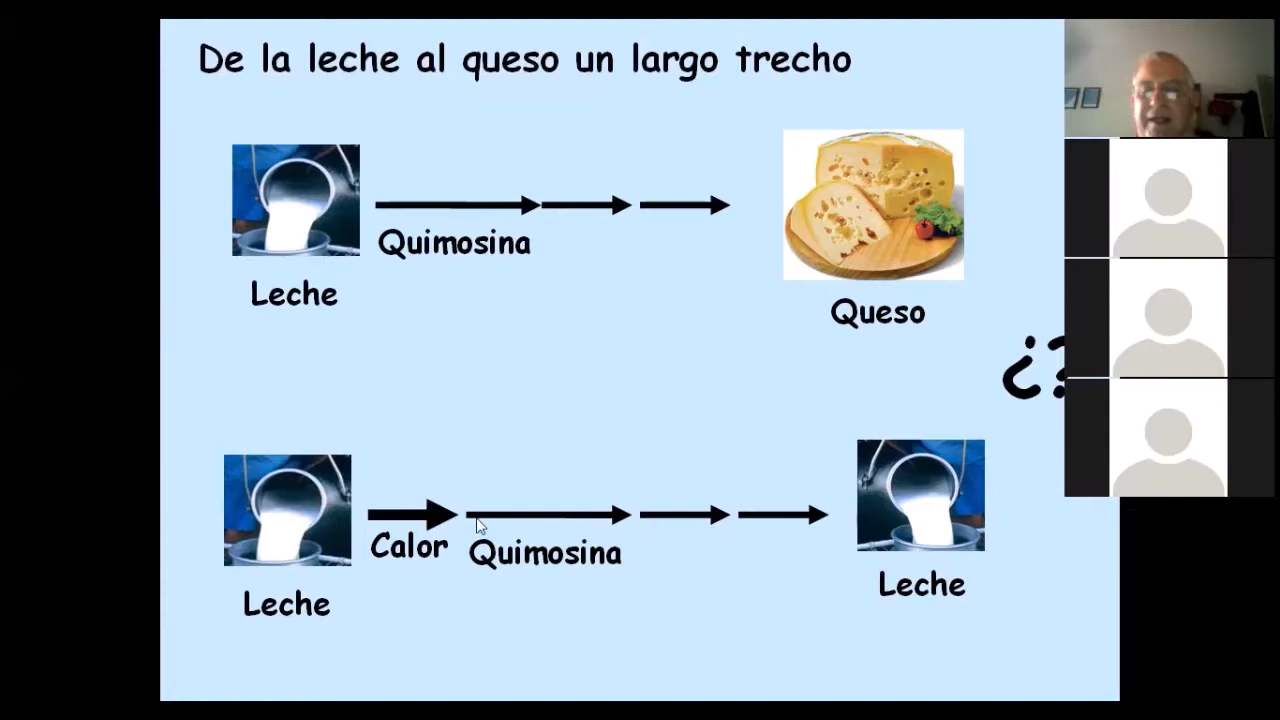 De la leche al queso un largo trecho
Quimosina
Leche
Queso
¿?
Calor
Quimosina
Leche
Leche